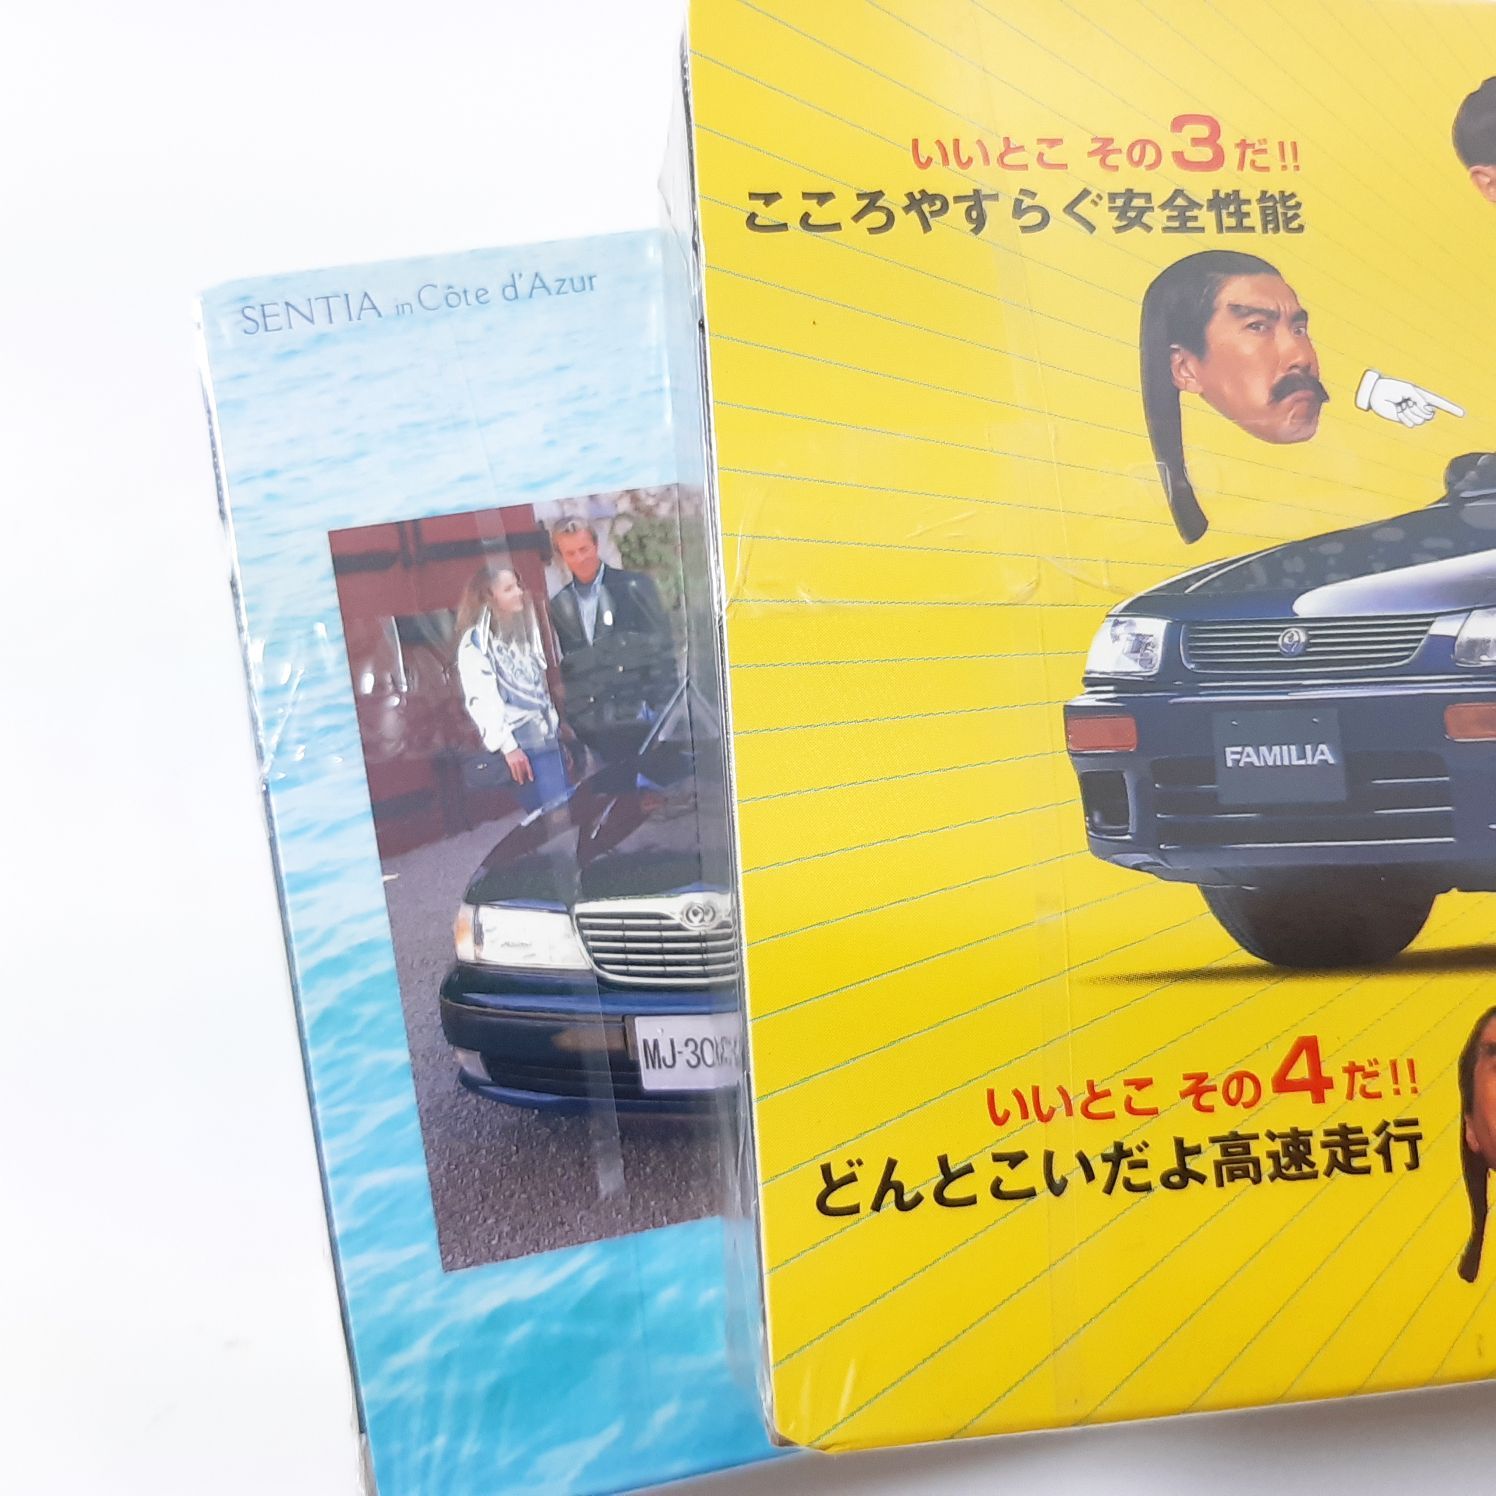 SENTIA in Côte d'Azur
いいとこ その3だ!!
こころやすらぐ安全性能
FAMILIA
MJ-30
いいとこ その4だ!!
どんとこいだよ高速走行